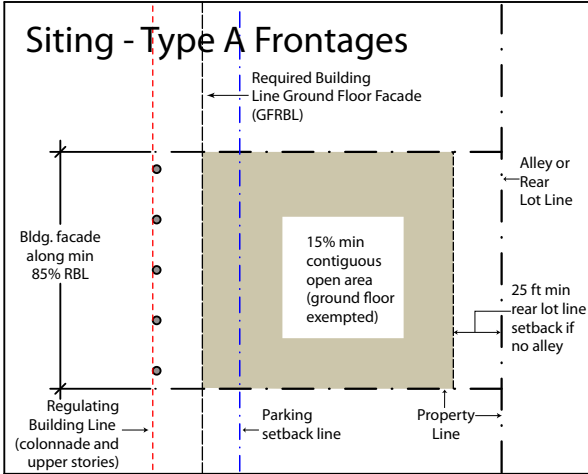 Siting - Type A Frontages
Required Building
Line Ground Floor Facade
(GFRBL)
Alley or
Rear
Lot Line
Bldg. facade
along min
85% RBL
15% min
contiguous
open area
(ground floor
exempted)
25 ft min
rear lot line
setback if
no alley
Regulating
Building Line
(colonnade and
upper stories)
Parking
setback line
Property
Line